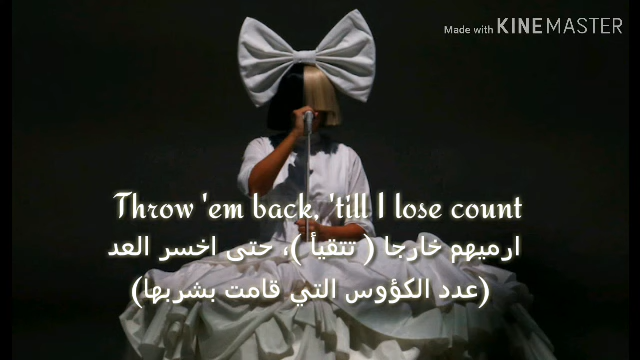 Made with KINEMASTER
Throw 'em back, 'till I lose count
ارميهم خارجا ( تتقيأ )، حتى اخسر العد
(عدد الكؤوس التي قامت بشربها)